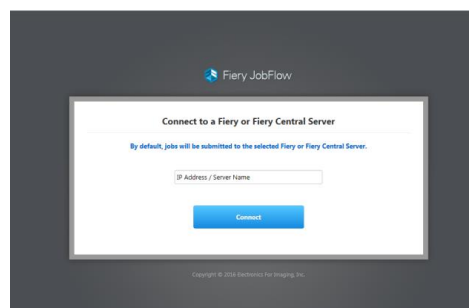 Fiery JobFlow
Connect to a Fiery or Fiery Central Server
By default, jobs will be submitted to the selected Fiery or Fiery Central Server.
IP Address / Server Name
Connect
Copyright © 2016 Electronics For Imaging, Inc.